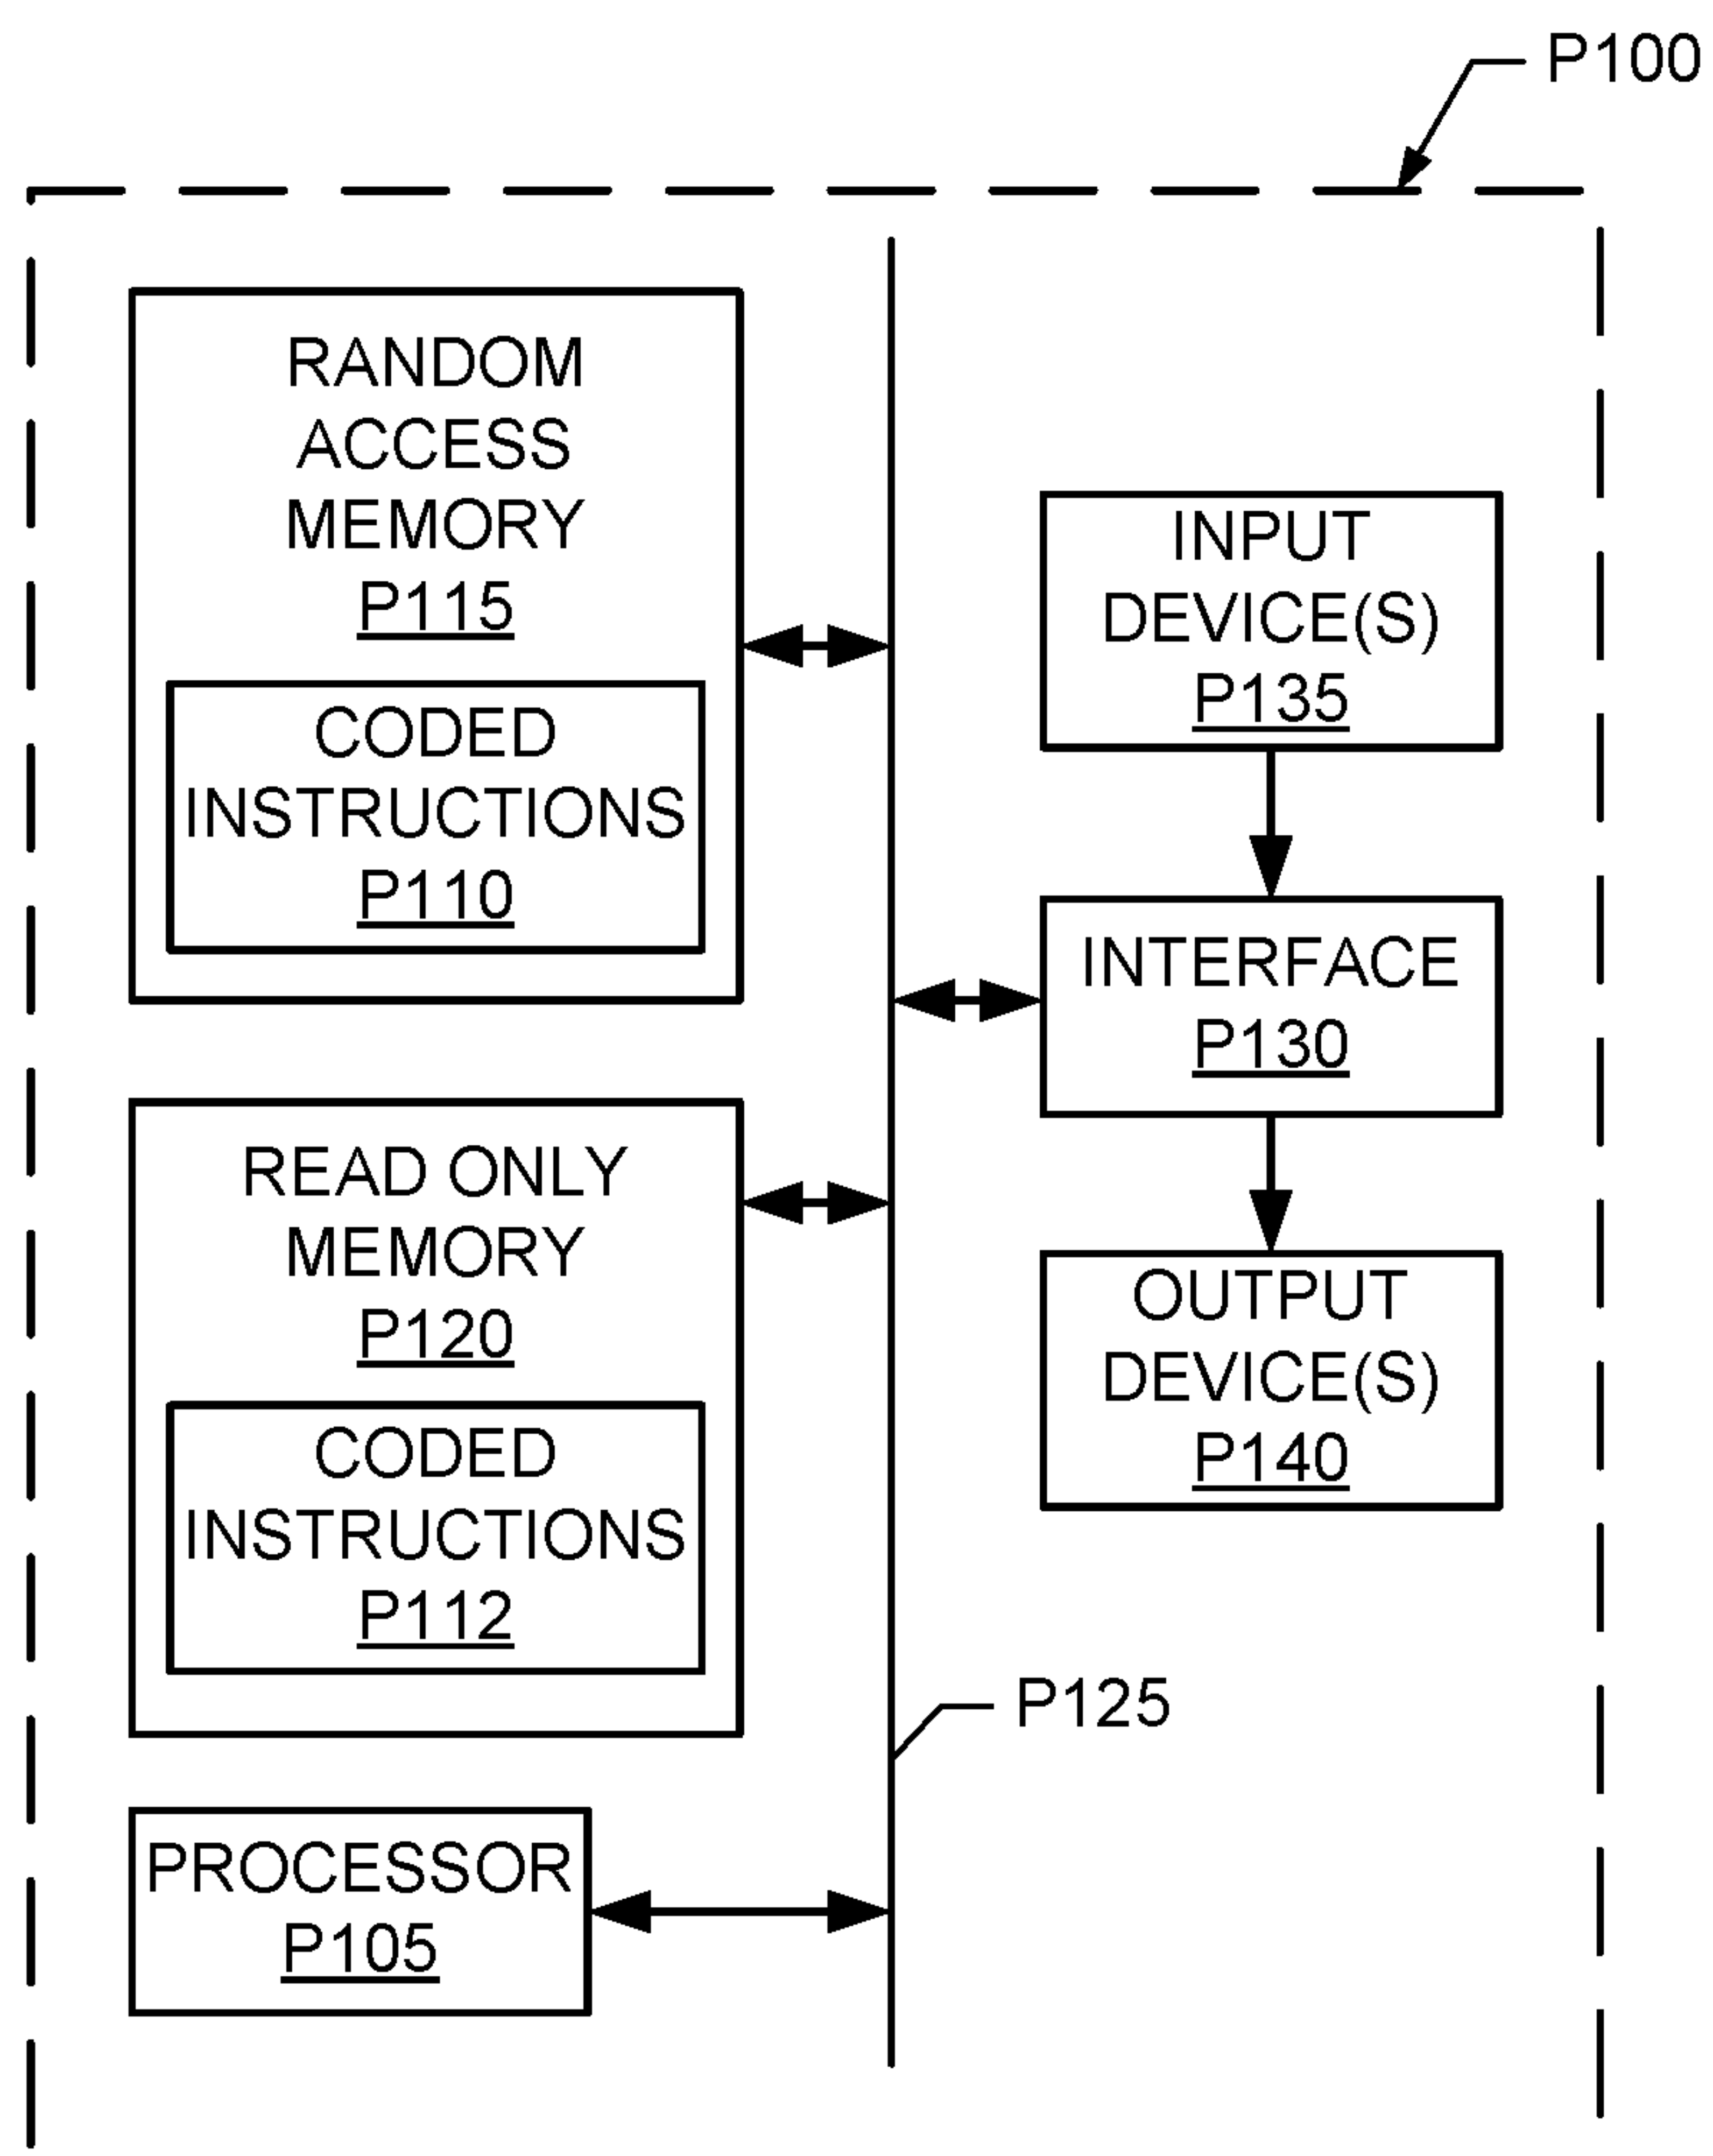 P100
RANDOM
ACCESS
MEMORY
P115
CODED
INSTRUCTIONS
P110
READ ONLY
MEMORY
P120
CODED
INSTRUCTIONS
P112
PROCESSOR
P105
INPUT
DEVICE(S)
P135
INTERFACE
P130
OUTPUT
DEVICE(S)
P140
P125